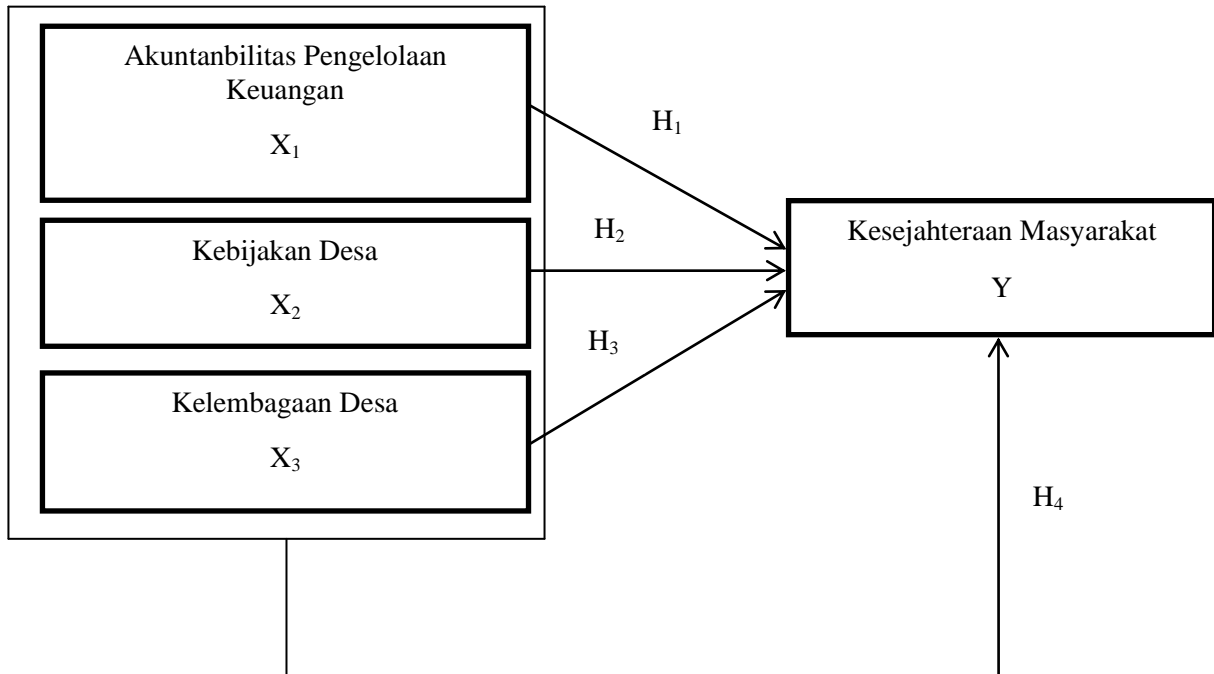 Akuntanbilitas Pengelolaan
Keuangan
X₁
H₁
Kebijakan Desa
X₂
H₂
Kesejahteraan Masyarakat
Y
H₃
Kelembagaan Desa
X₃
H₄